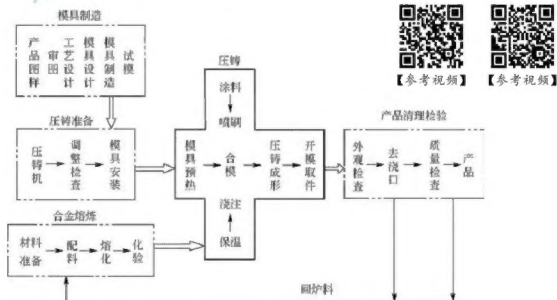 模具制造
产品图样
审图
工艺设计
模具设计
模具制造
试模
压铸准备
压铸机
调整检查
模具安装
合金熔炼
材料准备
配料
熔化
化验
压铸
涂料
喷刷
模具预热
合模
压铸成形
开模取件
浇注
保温
产品清理检验
外观检查
去浇口
质量检查
产品
回炉料
【参考视频】
【参考视频】